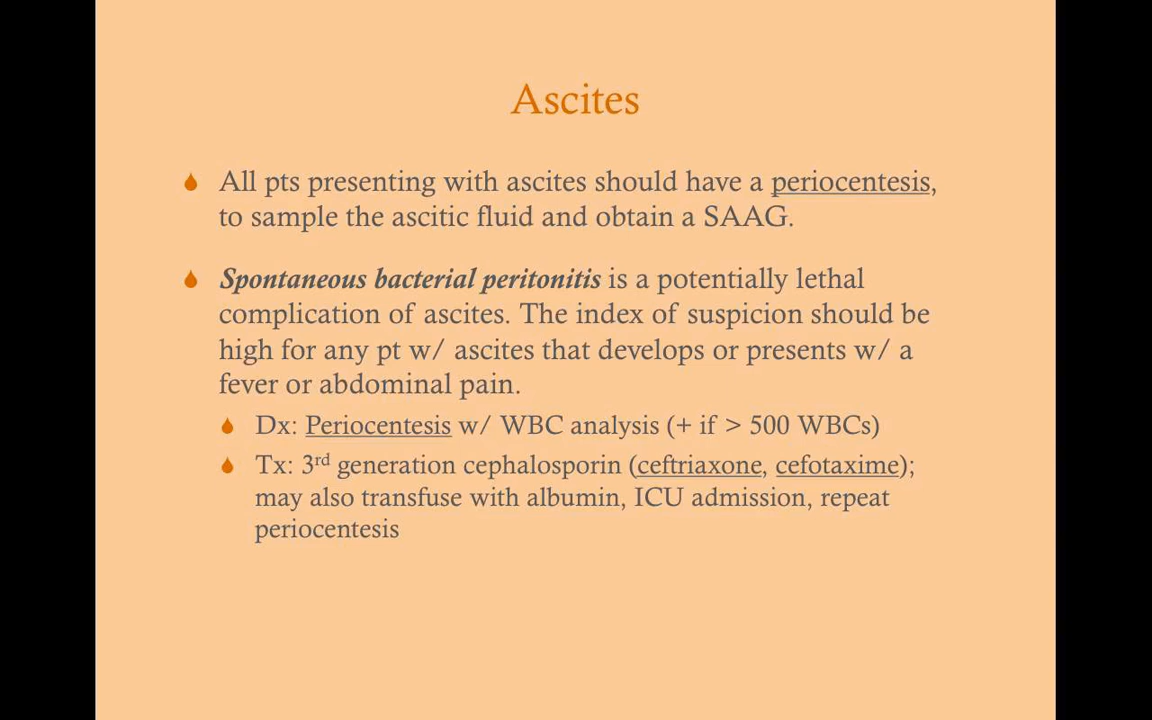 Ascites
All pts presenting with ascites should have a periocentesis,
to sample the ascitic fluid and obtain a SAAG.
Spontaneous bacterial peritonitis is a potentially lethal
complication of ascites. The index of suspicion should be
high for any pt w/ ascites that develops or presents w/ a
fever or abdominal pain.
Dx: Periocentesis w/ WBC analysis (+ if > 500 WBCs)
Tx: 3rd generation cephalosporin (ceftriaxone, cefotaxime);
may also transfuse with albumin, ICU admission, repeat
periocentesis